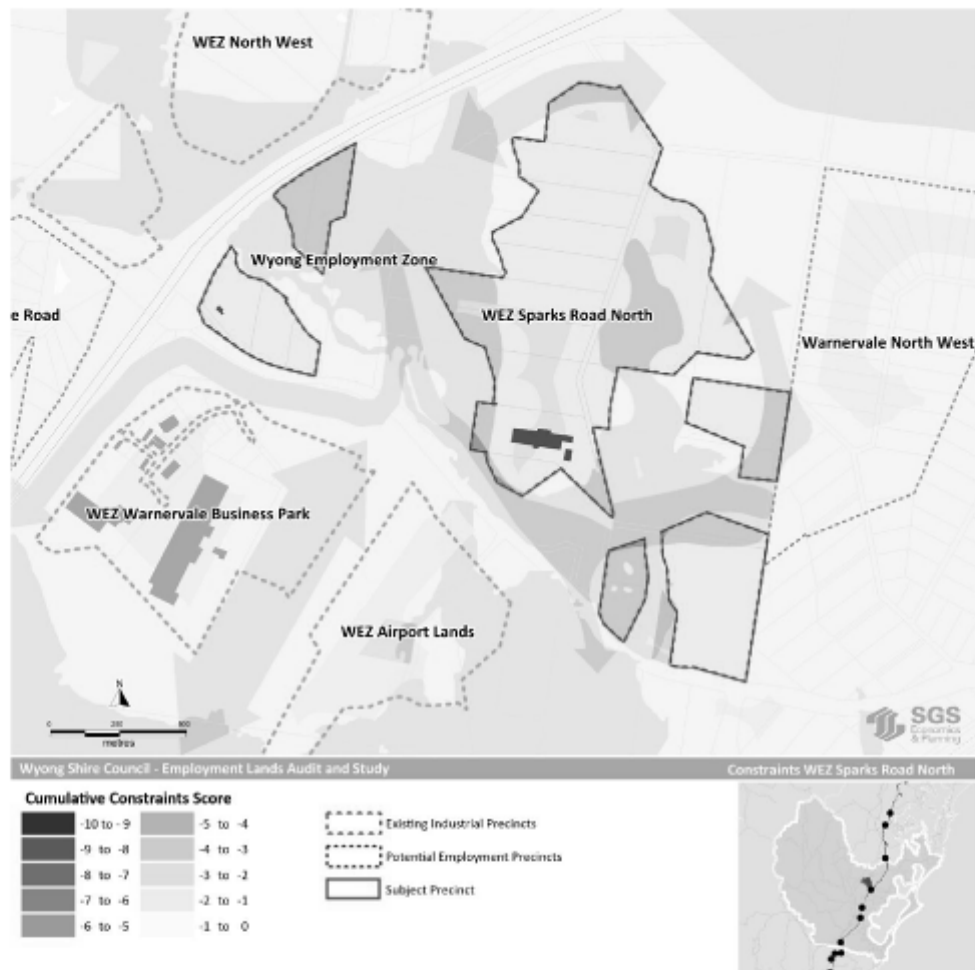 WEZ North West
Wyong Employment Zone
WEZ Sparks Road North
e Road
Warnervale North West
WEZ Warnervale Business Park
WEZ Airport Lands
N
0
metres
SGS
Economics
& Planning
Wyong Shire Council - Employment Lands Audit and Study
Constraints WEZ Sparks Road North
Cumulative Constraints Score
-10 to - 9
-9 to -8
-8 to -7
-7 to -6
-6 to -5
-5 to -4
-4 to -3
-3 to -2
-2 to -1
-1 to 0
Existing Industrial Precincts
Potential Employment Precincts
Subject Precinct